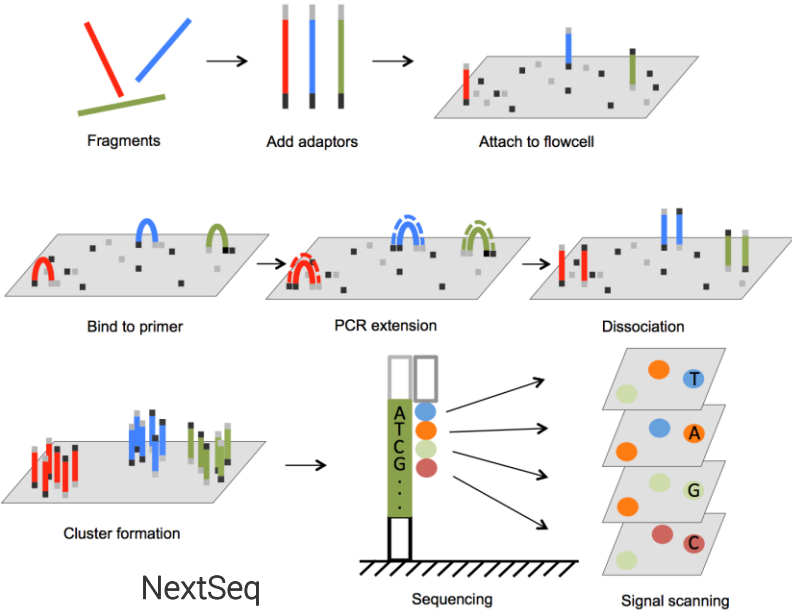 Fragments
Add adaptors
Attach to flowcell
Bind to primer
PCR extension
Dissociation
A
T
C
G
.
.
.
T
A
G
C
Cluster formation
NextSeq
Sequencing
Signal scanning